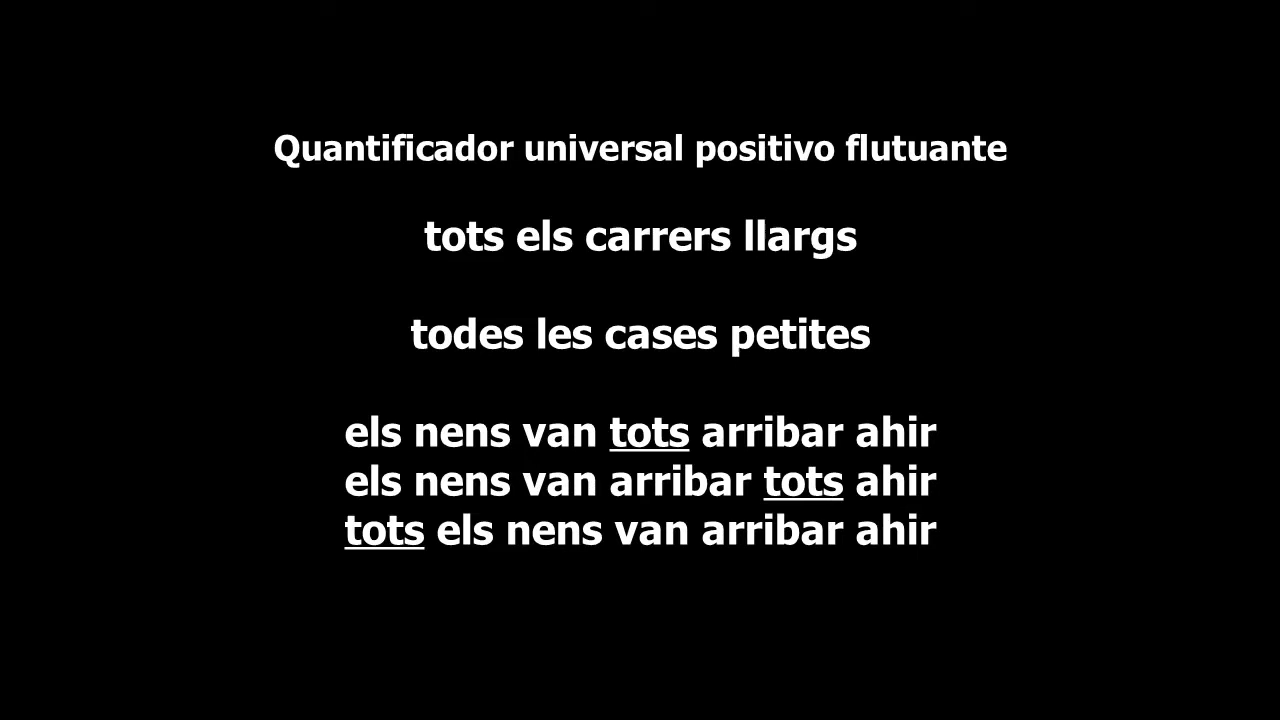 Quantificador universal positivo flutuante
tots els carrers llargs
todes les cases petites
els nens van tots arribar ahir
els nens van arribar tots ahir
tots els nens van arribar ahir